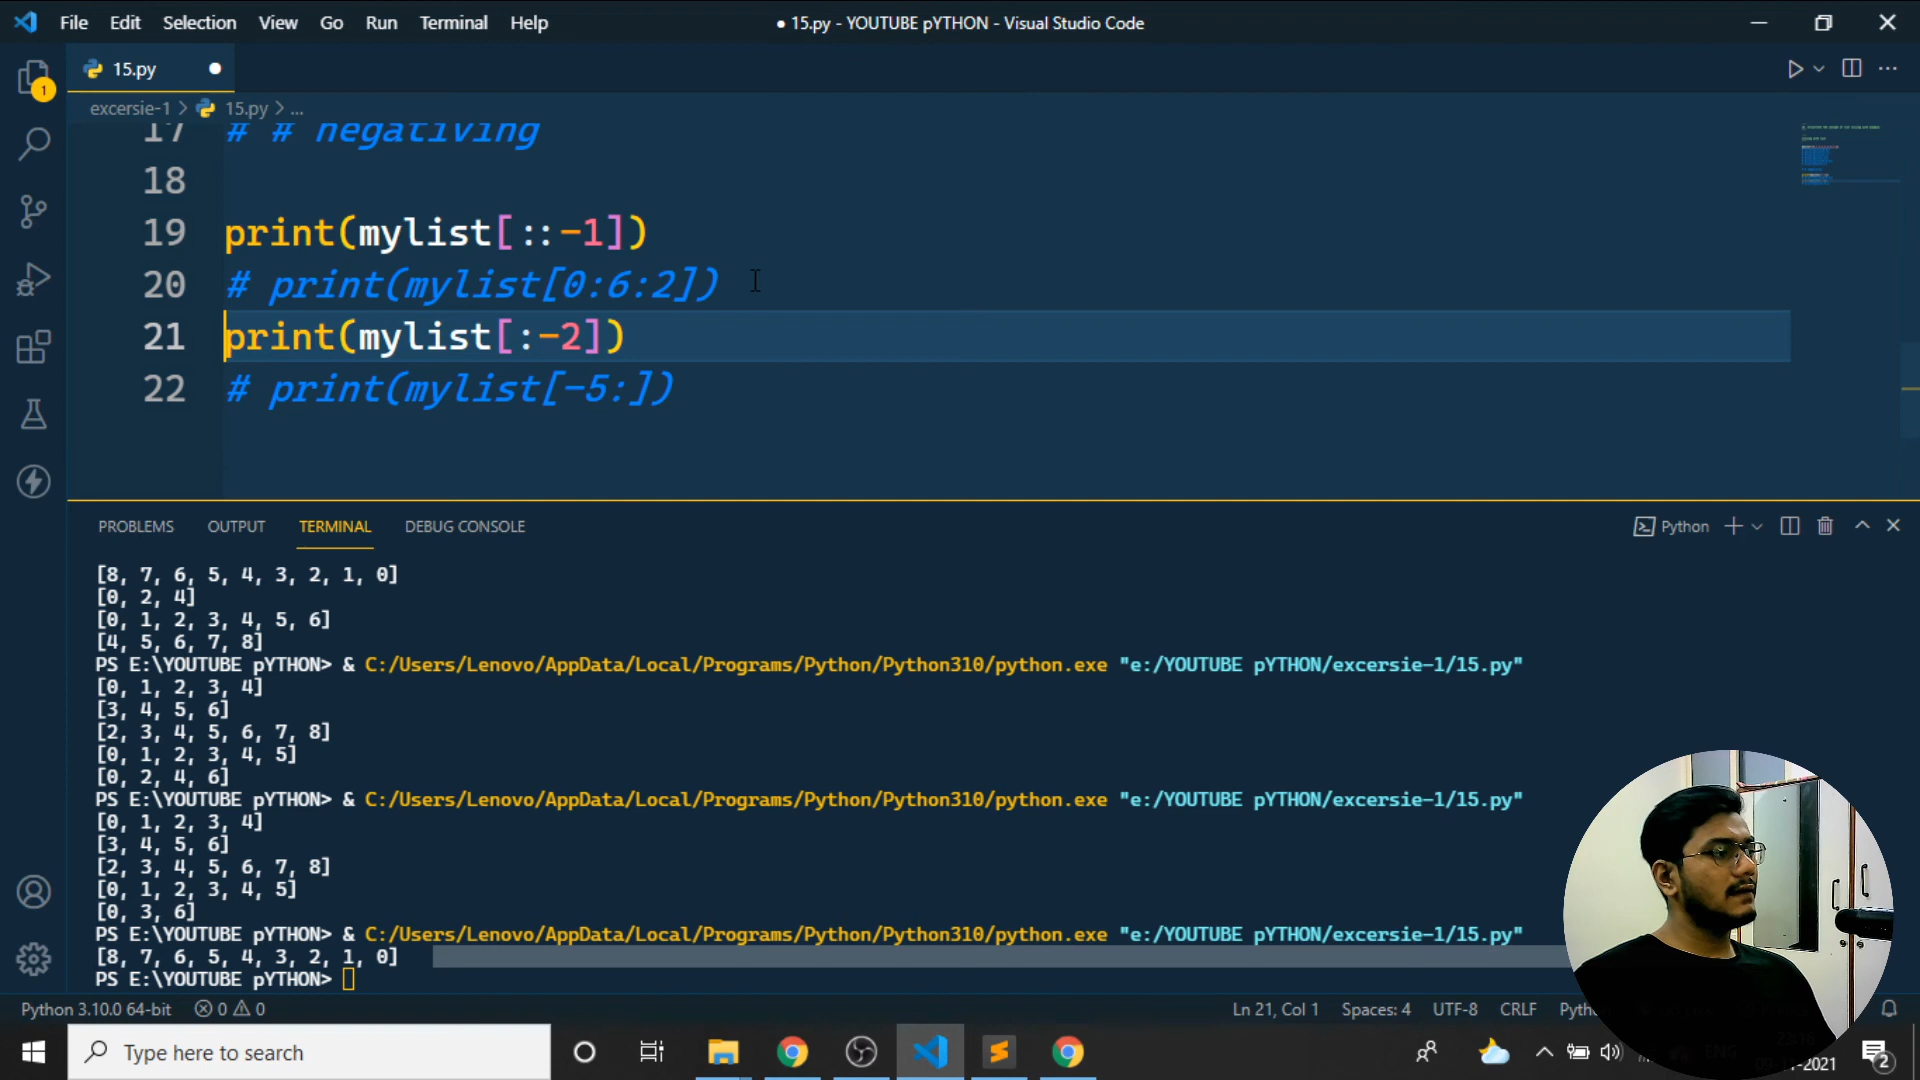 File Edit Selection View Go Run Terminal Help
● 15.py - YOUTUBE pYTHON - Visual Studio Code
15.py
1
excersie-1 > 15.py > ...
17 # # negativing
18
19 print(mylist[::-1])
20 # print(mylist[0:6:2])
21 print(mylist[:-2])
22 # print(mylist[-5:])
PROBLEMS OUTPUT TERMINAL DEBUG CONSOLE
Python
[8, 7, 6, 5, 4, 3, 2, 1, 0]
[0, 2, 4]
[0, 1, 2, 3, 4, 5, 6]
[4, 5, 6, 7, 8]
PS E:\YOUTUBE pYTHON> & C:/Users/Lenovo/AppData/Local/Programs/Python/Python310/python.exe "e:/YOUTUBE pYTHON/excersie-1/15.py"
[0, 1, 2, 3, 4]
[3, 4, 5, 6]
[2, 3, 4, 5, 6, 7, 8]
[0, 1, 2, 3, 4, 5]
[0, 2, 4, 6]
PS E:\YOUTUBE pYTHON> & C:/Users/Lenovo/AppData/Local/Programs/Python/Python310/python.exe "e:/YOUTUBE pYTHON/excersie-1/15.py"
[0, 1, 2, 3, 4]
[3, 4, 5, 6]
[2, 3, 4, 5, 6, 7, 8]
[0, 1, 2, 3, 4, 5]
[0, 3, 6]
PS E:\YOUTUBE pYTHON> & C:/Users/Lenovo/AppData/Local/Programs/Python/Python310/python.exe "e:/YOUTUBE pYTHON/excersie-1/15.py"
[8, 7, 6, 5, 4, 3, 2, 1, 0]
PS E:\YOUTUBE pYTHON>
Python 3.10.0 64-bit 0 0
Ln 21, Col 1 Spaces: 4 UTF-8 CRLF
Type here to search
2